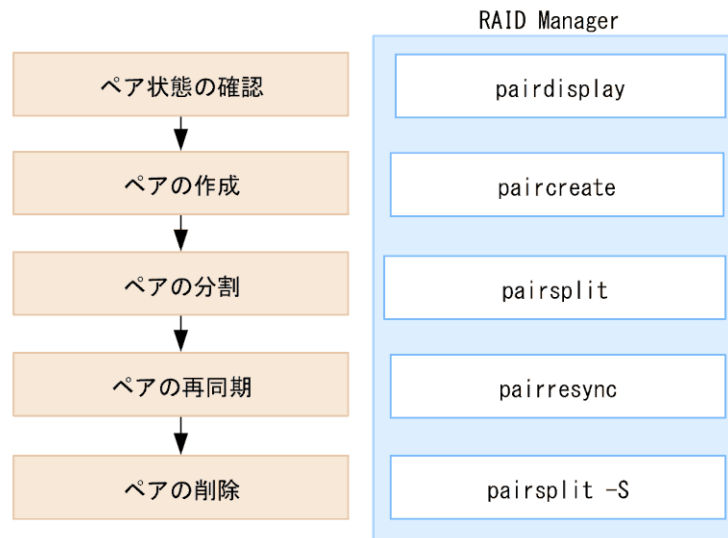 RAID Manager
ペア状態の確認
pairdisplay
ペアの作成
paircreate
ペアの分割
pairsplit
ペアの再同期
pairresync
ペアの削除
pairsplit -S